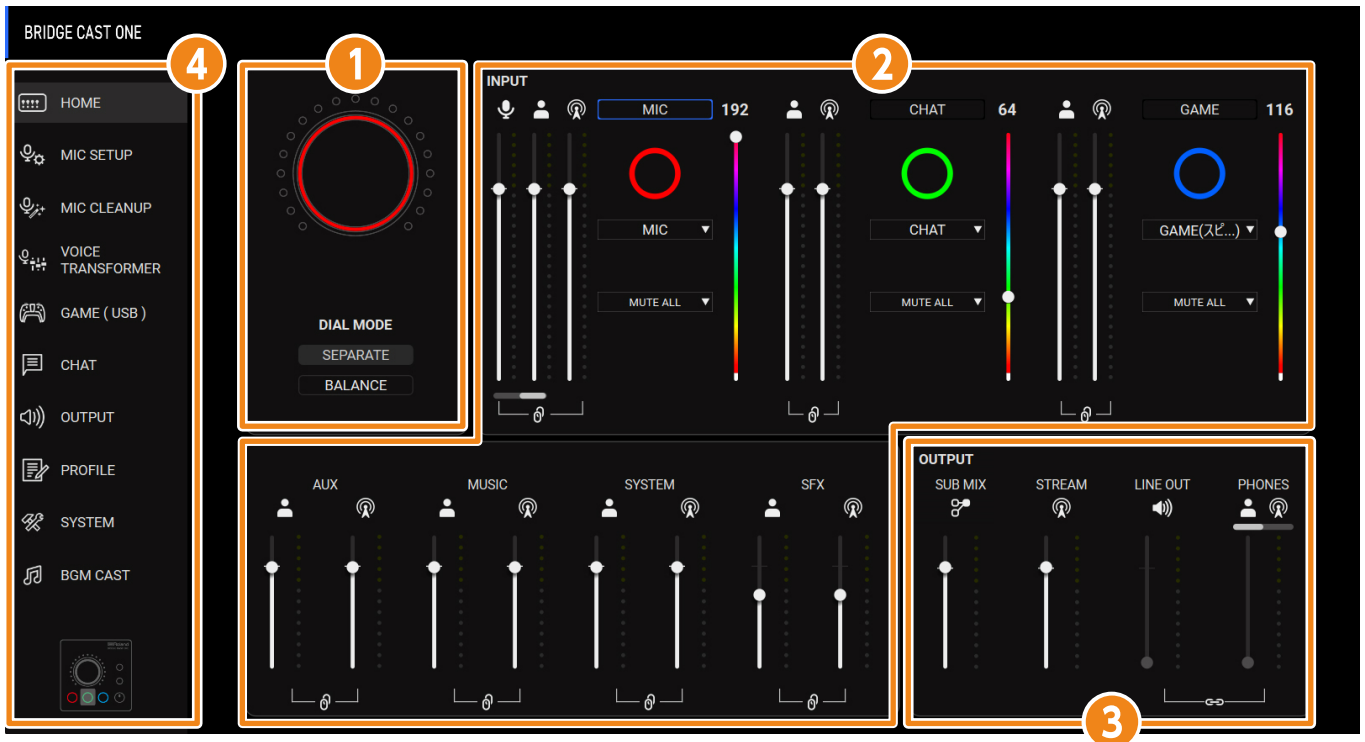 BRIDGE CAST ONE
4
HOME
MIC SETUP
MIC CLEANUP
VOICE
TRANSFORMER
GAME ( USB )
CHAT
OUTPUT
PROFILE
SYSTEM
BGM CAST
1
DIAL MODE
SEPARATE
BALANCE
2
INPUT
MIC 192
MIC ▼
MUTE ALL ▼
CHAT 64
CHAT ▼
MUTE ALL ▼
GAME 116
GAME(スピ...) ▼
MUTE ALL ▼
AUX MUSIC SYSTEM SFX
OUTPUT
SUB MIX STREAM LINE OUT PHONES
3